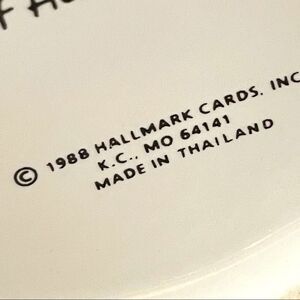 © 1988 HALLMARK CARDS, INC
K.C., MO 64141
MADE IN THAILAND